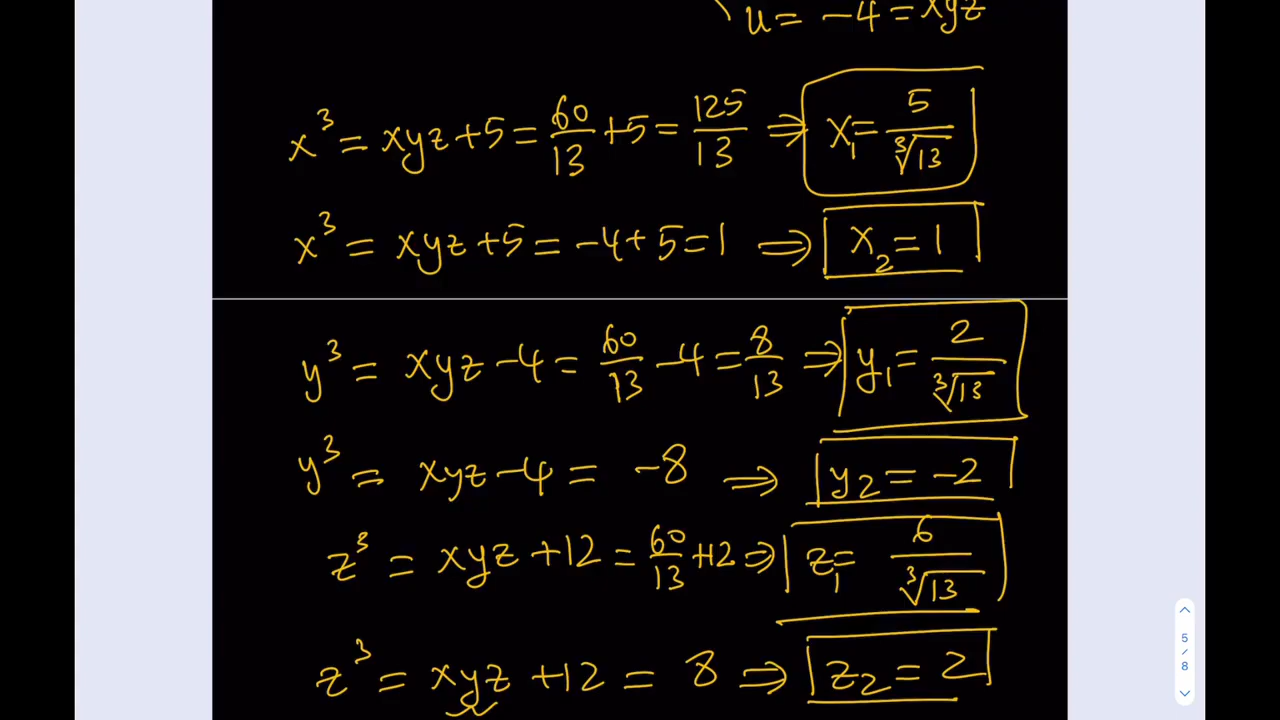 u = -4 = xyz
x³ = xyz + 5 = 60/13 + 5 = 125/13 ⟹ x₁ = 5/∛13
x³ = xyz + 5 = -4 + 5 = 1 ⟹ x₂ = 1
y³ = xyz - 4 = 60/13 - 4 = 8/13 ⟹ y₁ = 2/∛13
y³ = xyz - 4 = -8 ⟹ y₂ = -2
z³ = xyz + 12 = 60/13 + 12 ⟹ z₁ = 6/∛13
z³ = xyz + 12 = 8 ⟹ z₂ = 2
5
/
8